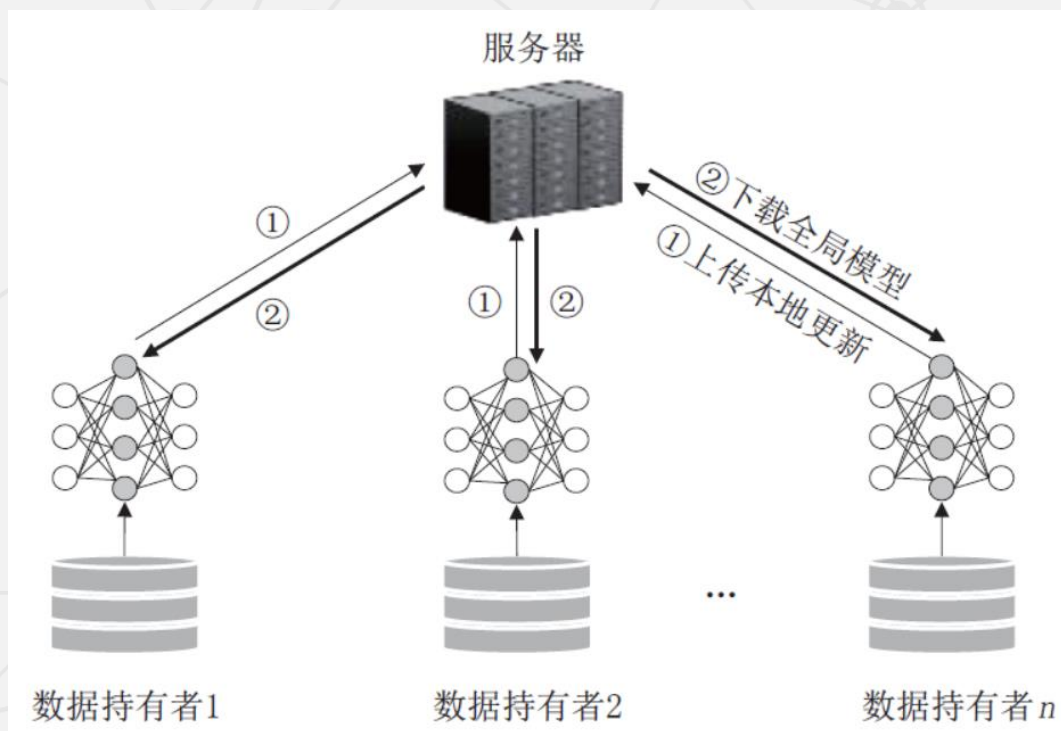 服务器
①
②
①
②
②下载全局模型
①上传本地更新
...
数据持有者1
数据持有者2
数据持有者n